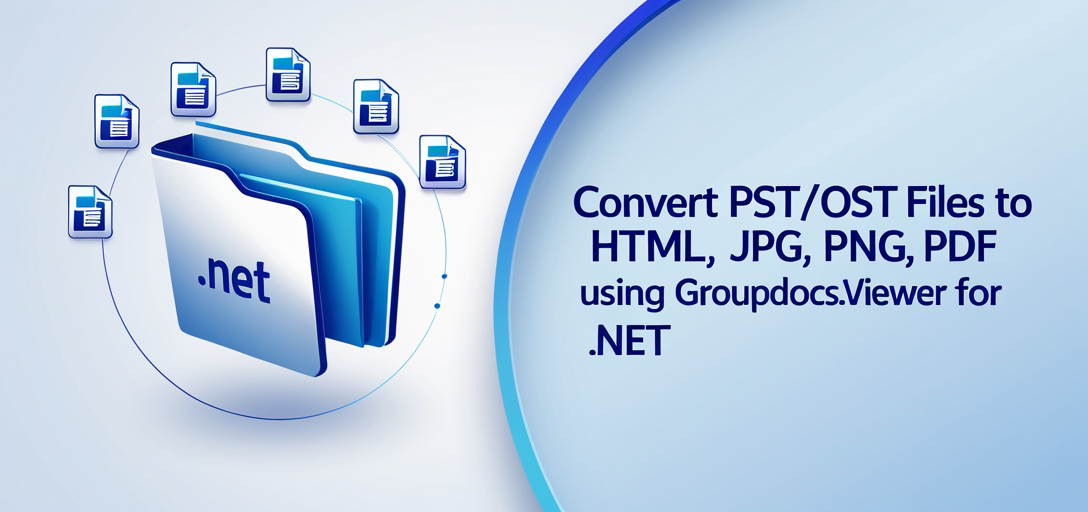 .net
Convert PST/OST Files to
HTML, JPG, PNG, PDF
using Groupdocs.Viewer for
.NET